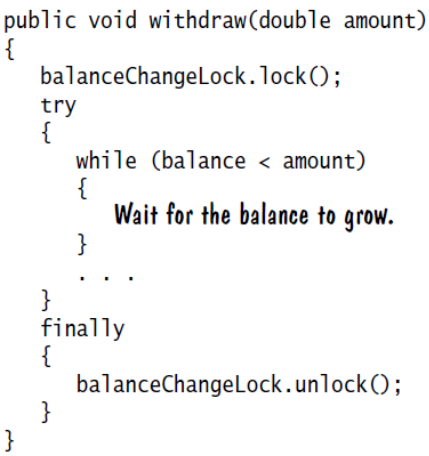 public void withdraw(double amount)
{
   balanceChangeLock.lock();
   try
   {
      while (balance < amount)
      {
         Wait for the balance to grow.
      }
      . . .
   }
   finally
   {
      balanceChangeLock.unlock();
   }
}